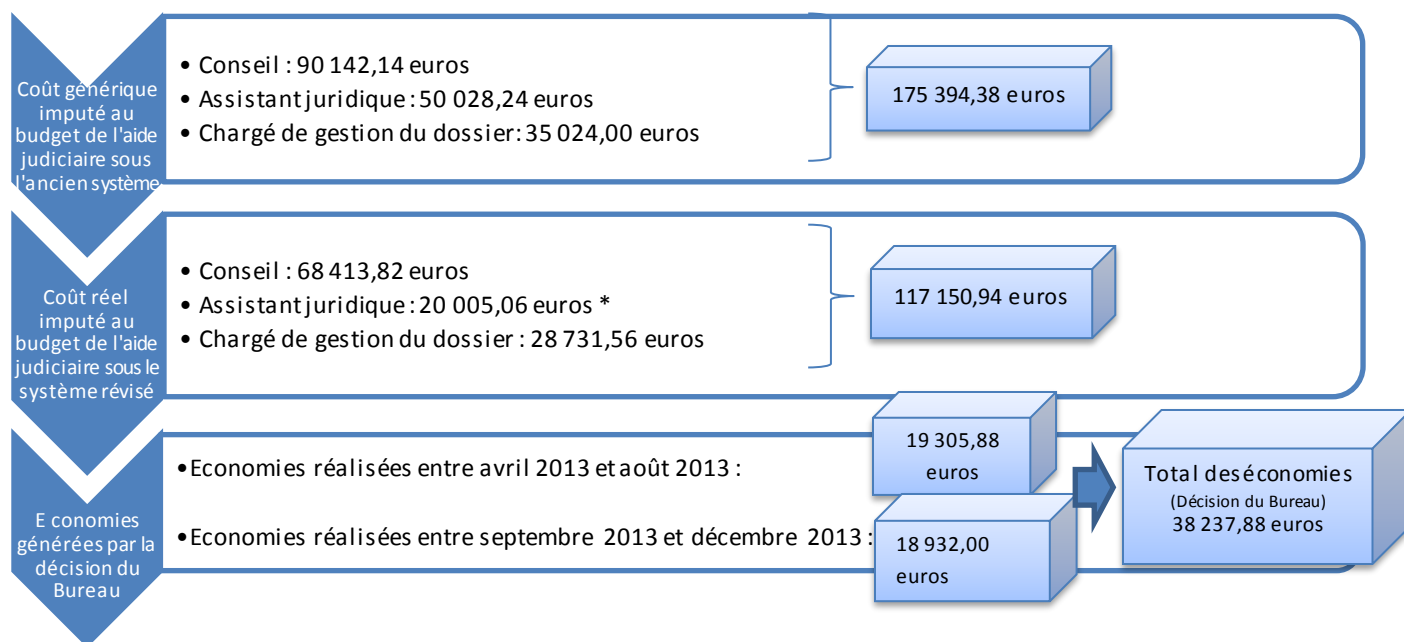 Coût générique
imputé au
budget de l'aide
judiciaire sous
l'ancien système
• Conseil : 90 142,14 euros
• Assistant juridique : 50 028,24 euros
• Chargé de gestion du dossier: 35 024,00 euros
175 394,38 euros
Coût réel
imputé au
budget de l'aide
judiciaire sous le
système révisé
• Conseil : 68 413,82 euros
• Assistant juridique : 20 005,06 euros *
• Chargé de gestion du dossier : 28 731,56 euros
117 150,94 euros
E conomies
générées par la
décision du
Bureau
•Economies réalisées entre avril 2013 et août 2013 :
19 305,88
euros
•Economies réalisées entre septembre 2013 et décembre 2013 :
18 932,00
euros
Total des économies
(Décision du Bureau)
38 237,88 euros